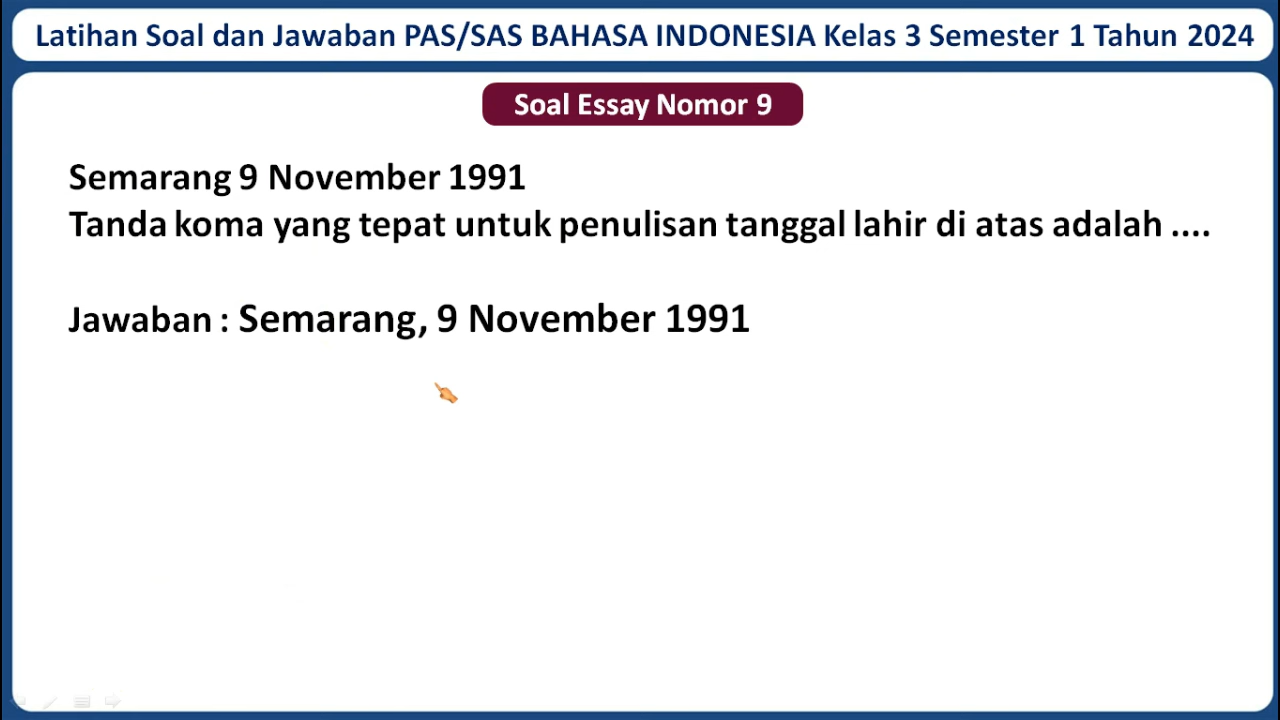 Latihan Soal dan Jawaban PAS/SAS BAHASA INDONESIA Kelas 3 Semester 1 Tahun 2024
Soal Essay Nomor 9
Semarang 9 November 1991
Tanda koma yang tepat untuk penulisan tanggal lahir di atas adalah ....
Jawaban : Semarang, 9 November 1991